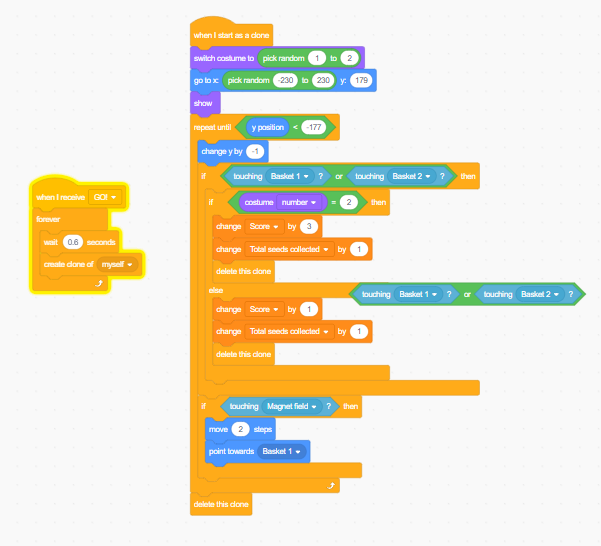 when I start as a clone
switch costume to pick random 1 to 2
go to x: pick random -230 to 230 y: 179
show
repeat until y position < -177
change y by -1
if touching Basket 1 ? or touching Basket 2 ? then
if costume number = 2 then
change Score by 3
change Total seeds collected by 1
delete this clone
else
touching Basket 1 ? or touching Basket 2 ?
change Score by 1
change Total seeds collected by 1
delete this clone
if touching Magnet field ? then
move 2 steps
point towards Basket 1
delete this clone
when I receive GO!
forever
wait 0.6 seconds
create clone of myself